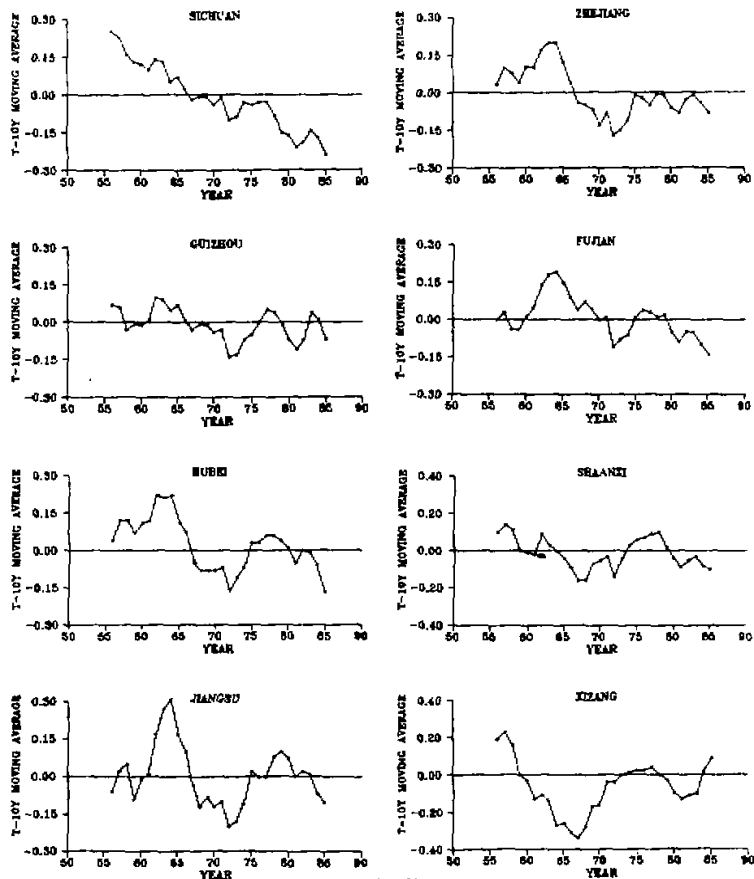 SICHUAN
T-10Y MOVING AVERAGE
0.30
0.15
0.00
-0.15
-0.30
50 55 60 65 70 75 80 85 90
YEAR
ZHEJIANG
T-10Y MOVING AVERAGE
0.30
0.15
0.00
-0.15
-0.30
50 55 60 65 70 75 80 85 90
YEAR
GUIZHOU
T-10Y MOVING AVERAGE
0.30
0.15
0.00
-0.15
-0.30
50 55 60 65 70 75 80 85 90
YEAR
FUJIAN
T-10Y MOVING AVERAGE
0.30
0.15
0.00
-0.15
-0.30
50 55 60 65 70 75 80 85 90
YEAR
HUBEI
T-10Y MOVING AVERAGE
0.30
0.15
0.00
-0.15
-0.30
50 55 60 65 70 75 80 85 90
YEAR
SHAANXI
T-10Y MOVING AVERAGE
0.40
0.20
0.00
-0.20
-0.40
50 55 60 65 70 75 80 85 90
YEAR
JIANGSU
T-10Y MOVING AVERAGE
0.30
0.15
0.00
-0.15
-0.30
50 55 60 65 70 75 80 85 90
YEAR
XIZANG
T-10Y MOVING AVERAGE
0.40
0.20
0.00
-0.20
-0.40
50 55 60 65 70 75 80 85 90
YEAR